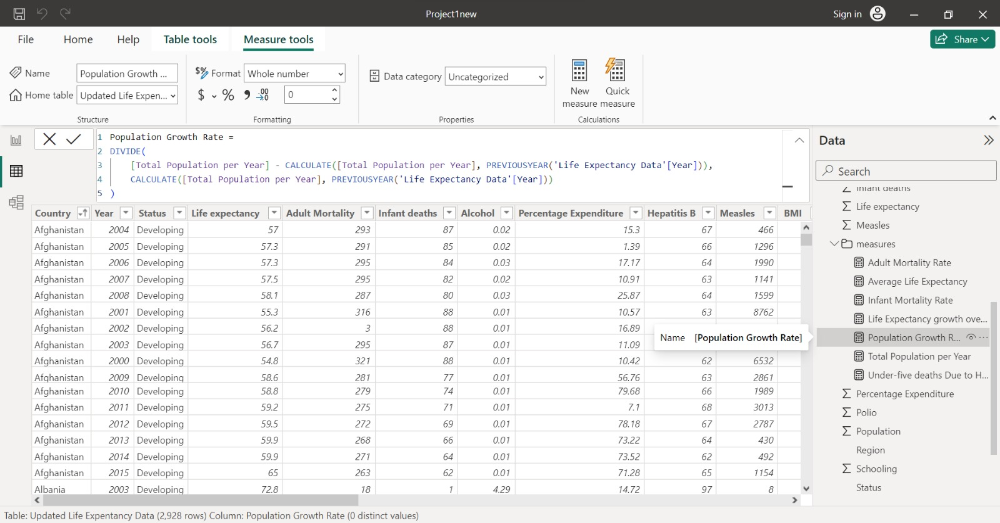 Project1new
Sign in
File Home Help Table tools Measure tools
Share
Name Population Growth ...
Home table Updated Life Expen...
Structure
$% Format Whole number
$ % , .00 0
Formatting
Data category Uncategorized
Properties
New measure
Quick measure
Calculations
1 Population Growth Rate =
2 DIVIDE(
3 [Total Population per Year] - CALCULATE([Total Population per Year], PREVIOUSYEAR('Life Expectancy Data'[Year])),
4 CALCULATE([Total Population per Year], PREVIOUSYEAR('Life Expectancy Data'[Year]))
5 )
Country Year Status Life expectancy Adult Mortality Infant deaths Alcohol Percentage Expenditure Hepatitis B Measles BMI
Afghanistan 2004 Developing 57 293 87 0.02 15.3 67 466
Afghanistan 2005 Developing 57.3 291 85 0.02 1.39 66 1296
Afghanistan 2006 Developing 57.3 295 84 0.03 17.17 64 1990
Afghanistan 2007 Developing 57.5 295 82 0.02 10.91 63 1141
Afghanistan 2008 Developing 58.1 287 80 0.03 25.87 64 1599
Afghanistan 2001 Developing 55.3 316 88 0.01 10.57 63 8762
Afghanistan 2002 Developing 56.2 3 88 0.01 16.89
Afghanistan 2003 Developing 56.7 295 87 0.01 11.09
Afghanistan 2000 Developing 54.8 321 88 0.01 10.42 62 6532
Afghanistan 2009 Developing 58.6 281 77 0.01 56.76 63 2861
Afghanistan 2010 Developing 58.8 279 74 0.01 79.68 66 1989
Afghanistan 2011 Developing 59.2 275 71 0.01 7.1 68 3013
Afghanistan 2012 Developing 59.5 272 69 0.01 78.18 67 2787
Afghanistan 2013 Developing 59.9 268 66 0.01 73.22 64 430
Afghanistan 2014 Developing 59.9 271 64 0.01 73.52 62 492
Afghanistan 2015 Developing 65 263 62 0.01 71.28 65 1154
Albania 2003 Developing 72.8 18 1 4.29 14.72 97 8
Name [Population Growth Rate]
Data
Search
Infant deaths
Life expectancy
Measles
measures
Adult Mortality Rate
Average Life Expectancy
Infant Mortality Rate
Life Expectancy growth ove...
Population Growth R... ...
Total Population per Year
Under-five deaths Due to H...
Percentage Expenditure
Polio
Population
Region
Schooling
Status
Table: Updated Life Expentancy Data (2,928 rows) Column: Population Growth Rate (0 distinct values)